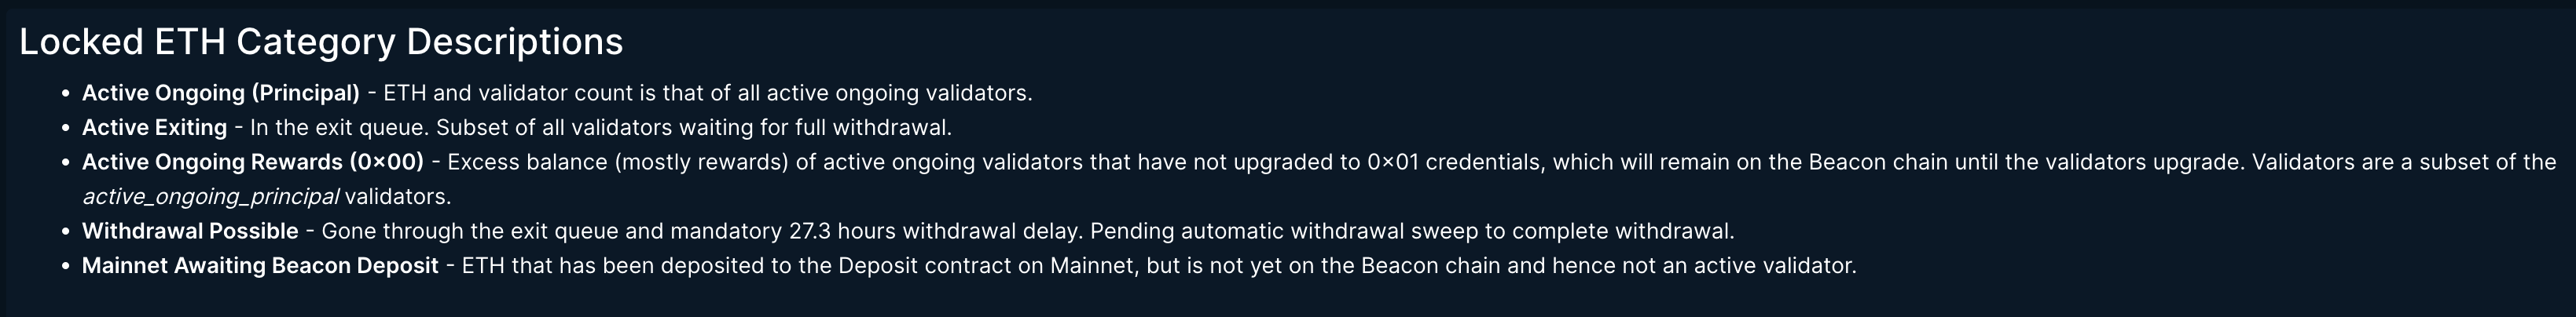 Locked ETH Category Descriptions
• Active Ongoing (Principal) - ETH and validator count is that of all active ongoing validators.
• Active Exiting - In the exit queue. Subset of all validators waiting for full withdrawal.
• Active Ongoing Rewards (0×00) - Excess balance (mostly rewards) of active ongoing validators that have not upgraded to 0×01 credentials, which will remain on the Beacon chain until the validators upgrade. Validators are a subset of the
active_ongoing_principal validators.
• Withdrawal Possible - Gone through the exit queue and mandatory 27.3 hours withdrawal delay. Pending automatic withdrawal sweep to complete withdrawal.
• Mainnet Awaiting Beacon Deposit - ETH that has been deposited to the Deposit contract on Mainnet, but is not yet on the Beacon chain and hence not an active validator.